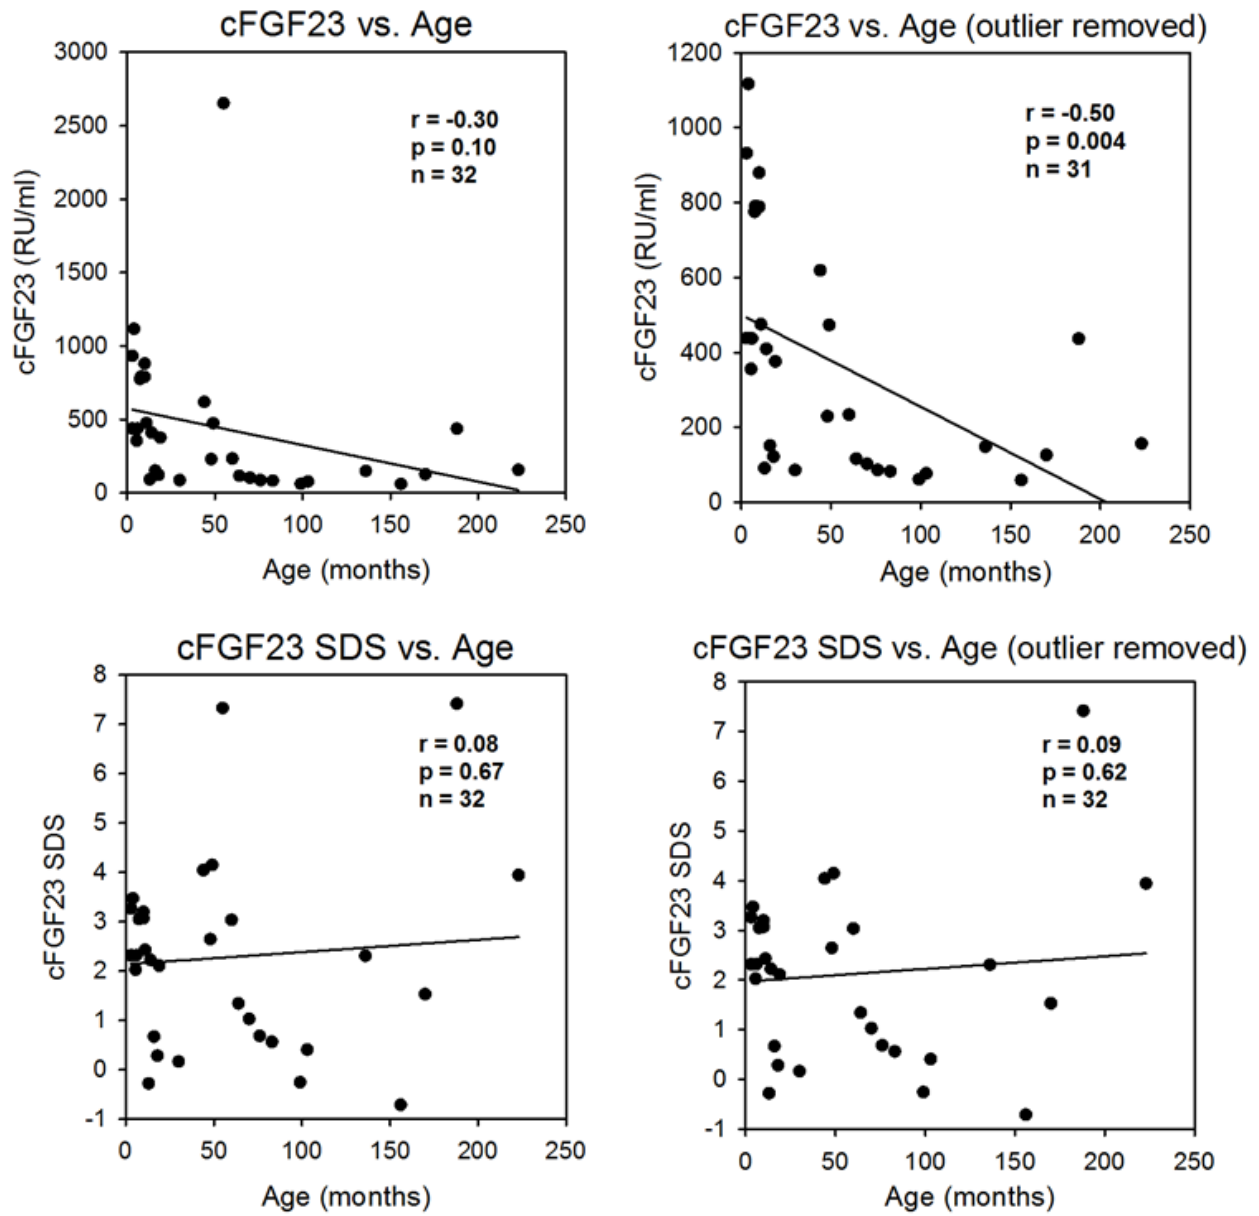 cFGF23 vs. Age
3000
2500
2000
1500
1000
500
0
cFGF23 (RU/ml)
r = -0.30
p = 0.10
n = 32
0 50 100 150 200 250
Age (months)
cFGF23 vs. Age (outlier removed)
1200
1000
800
600
400
200
0
cFGF23 (RU/ml)
r = -0.50
p = 0.004
n = 31
0 50 100 150 200 250
Age (months)
cFGF23 SDS vs. Age
8
7
6
5
4
3
2
1
0
-1
cFGF23 SDS
r = 0.08
p = 0.67
n = 32
0 50 100 150 200 250
Age (months)
cFGF23 SDS vs. Age (outlier removed)
8
7
6
5
4
3
2
1
0
-1
cFGF23 SDS
r = 0.09
p = 0.62
n = 32
0 50 100 150 200 250
Age (months)